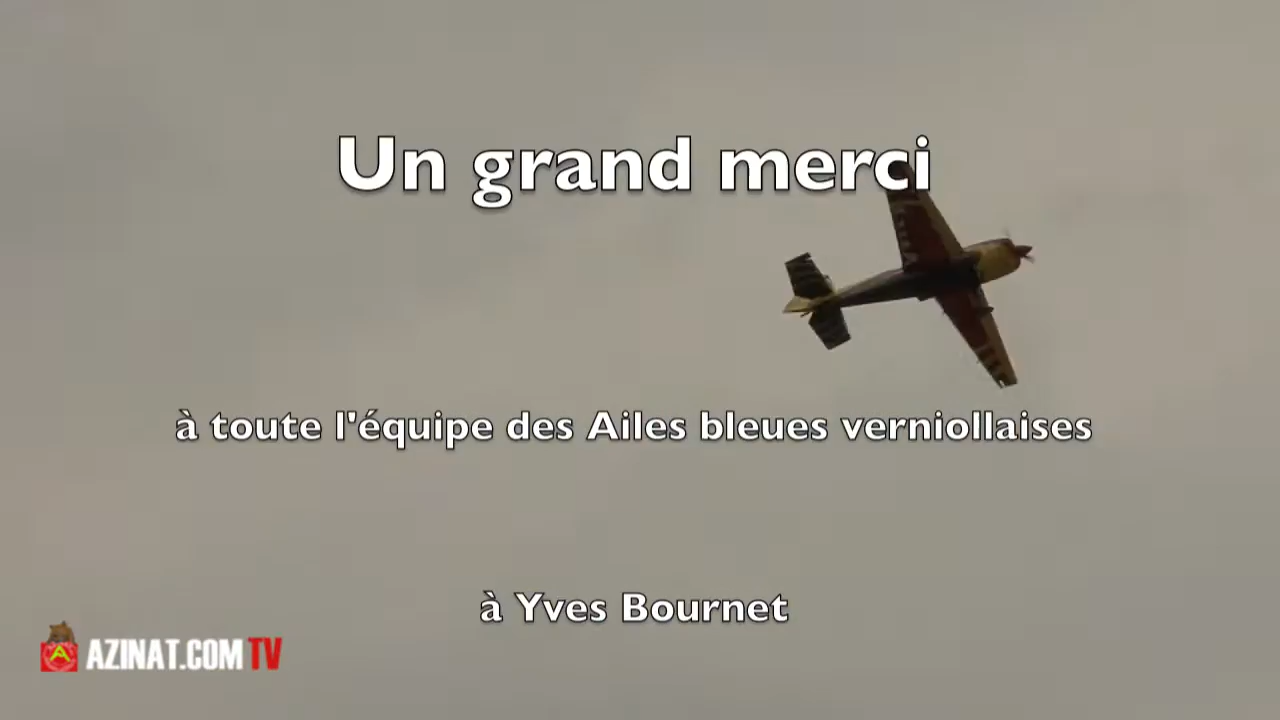 Un grand merci
à toute l'équipe des Ailes bleues verniollaises
à Yves Bournet
AZINAT.COM TV